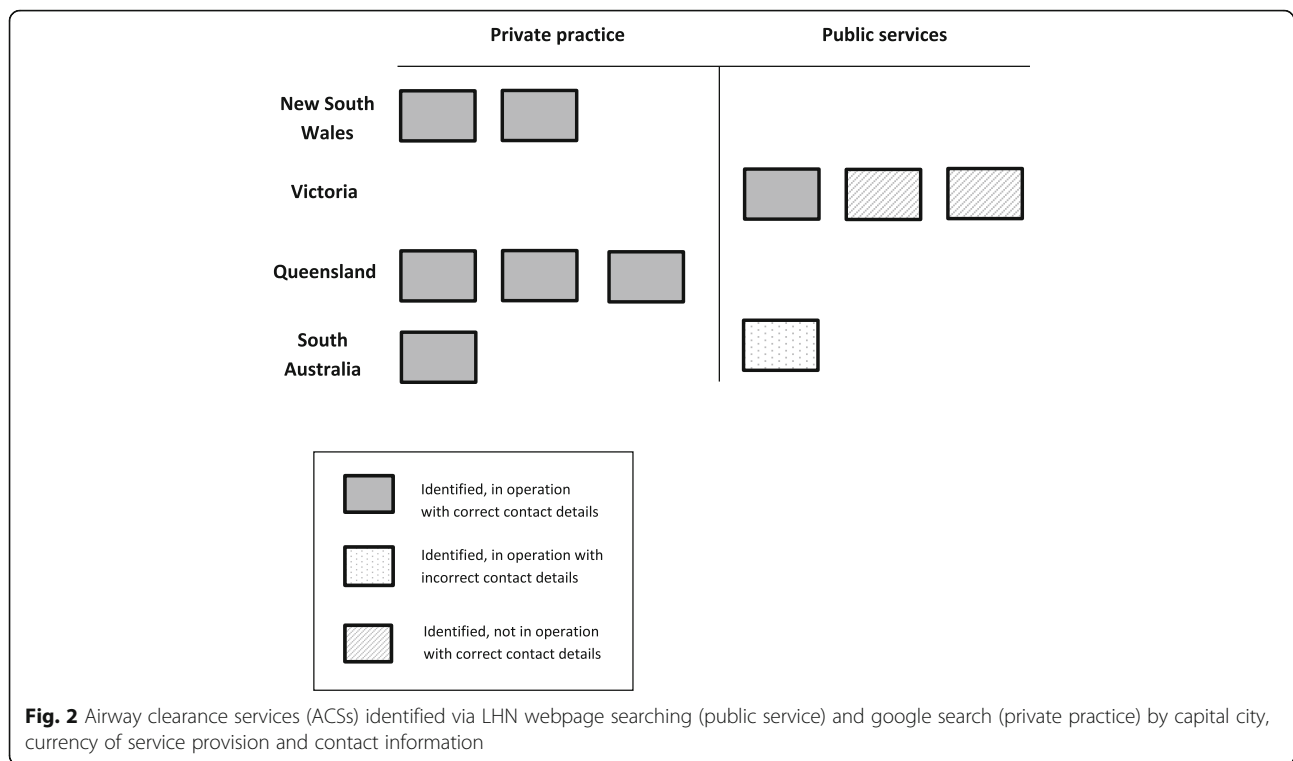 Private practice
Public services
New South
Wales
Victoria
Queensland
South
Australia
Identified, in operation
with correct contact details
Identified, in operation with
incorrect contact details
Identified, not in operation
with correct contact details
Fig. 2 Airway clearance services (ACSs) identified via LHN webpage searching (public service) and google search (private practice) by capital city,
currency of service provision and contact information